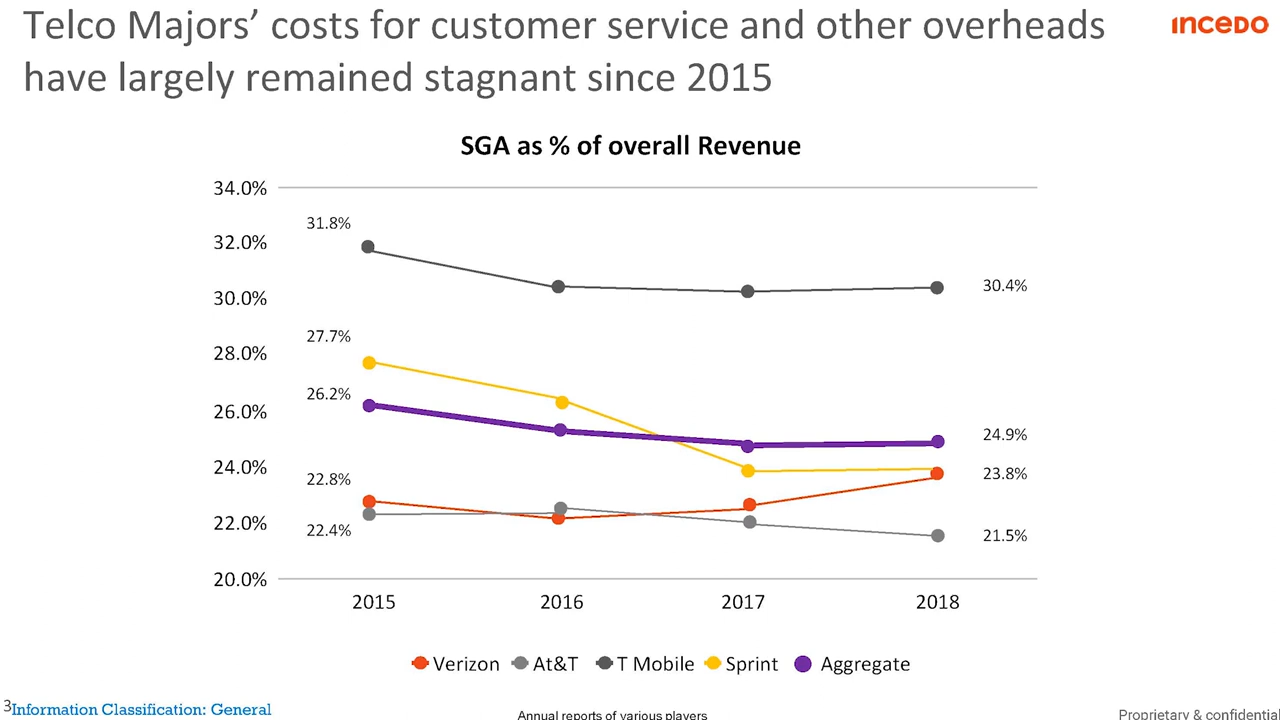 Telco Majors’ costs for customer service and other overheads
have largely remained stagnant since 2015
ıncedo
SGA as % of overall Revenue
34.0%
32.0%
30.0%
28.0%
26.0%
24.0%
22.0%
20.0%
31.8%
27.7%
26.2%
22.8%
22.4%
30.4%
24.9%
23.8%
21.5%
2015 2016 2017 2018
Verizon At&T T Mobile Sprint Aggregate
3Information Classification: General
Annual reports of various players
Proprietary & confidential